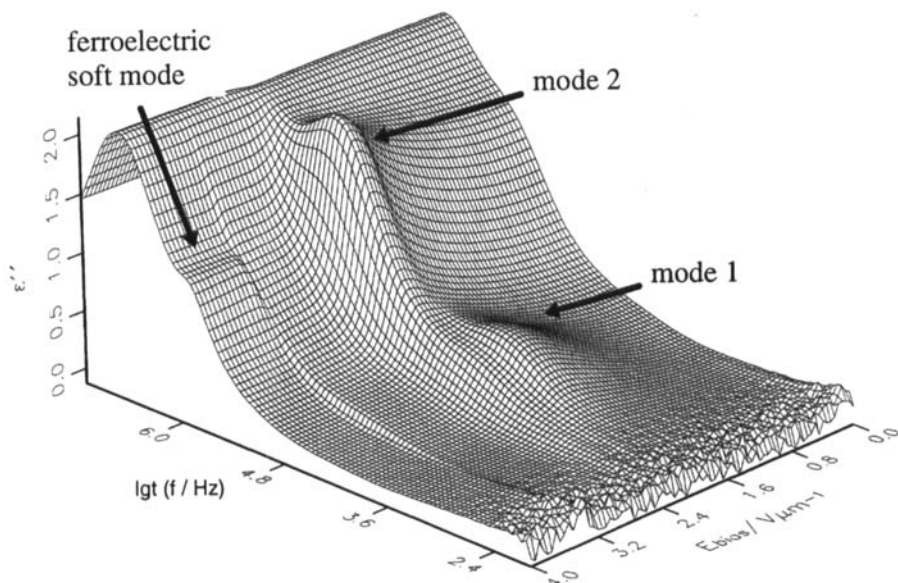 ferroelectric
soft mode
mode 2
mode 1
2.0
1.5
1.0
0.5
0.0
ε´´
6.0
4.8
3.6
2.4
lgt (f / Hz)
4.0
3.2
2.4
1.6
0.8
0.0
Ebias/ Vμm-1